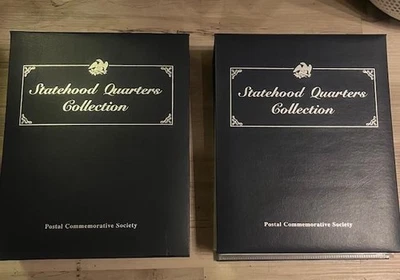 Statehood Quarters
Collection
Postal Commemorative Society
Statehood Quarters
Collection
Postal Commemorative Society